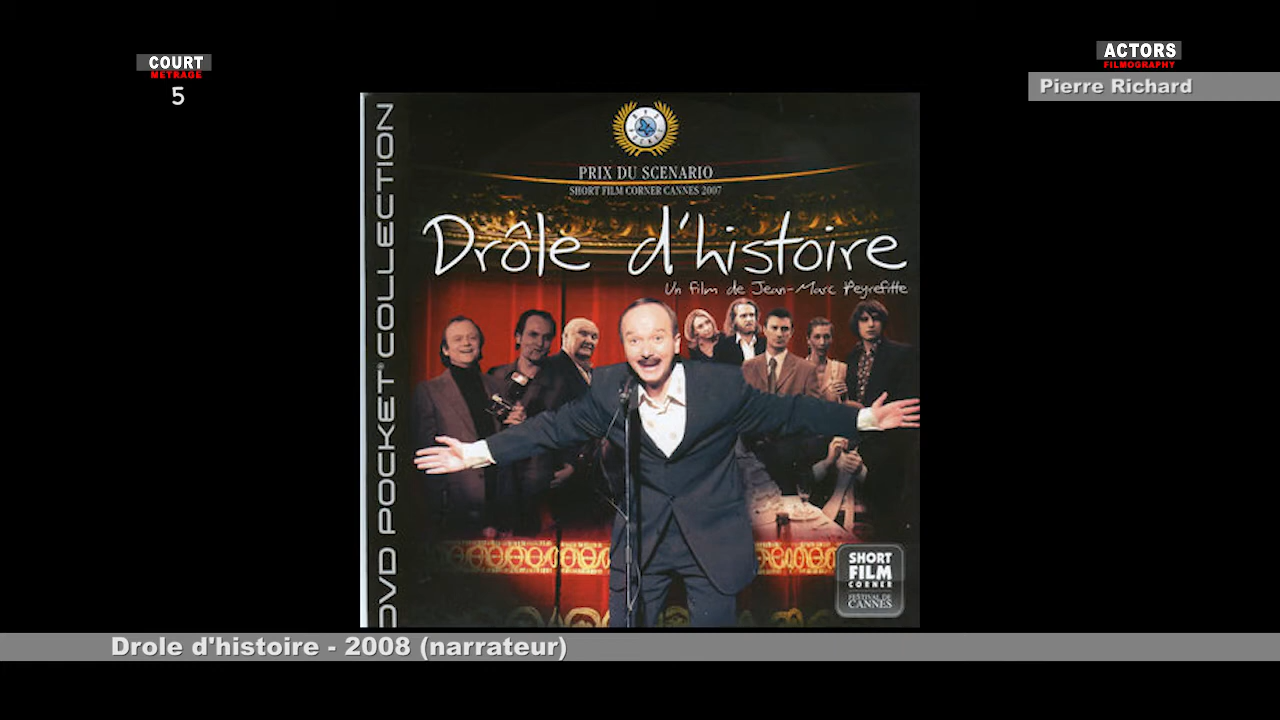 COURT
METRAGE
5
ACTORS
FILMOGRAPHY
Pierre Richard
DVD POCKET COLLECTION
PRIX DU SCENARIO
SHORT FILM CORNER CANNES 2007
Drôle d'histoire
Un film de Jean-Marc Peyrefitte
SHORT
FILM
CORNER
FESTIVAL DE
CANNES
Drole d'histoire - 2008 (narrateur)